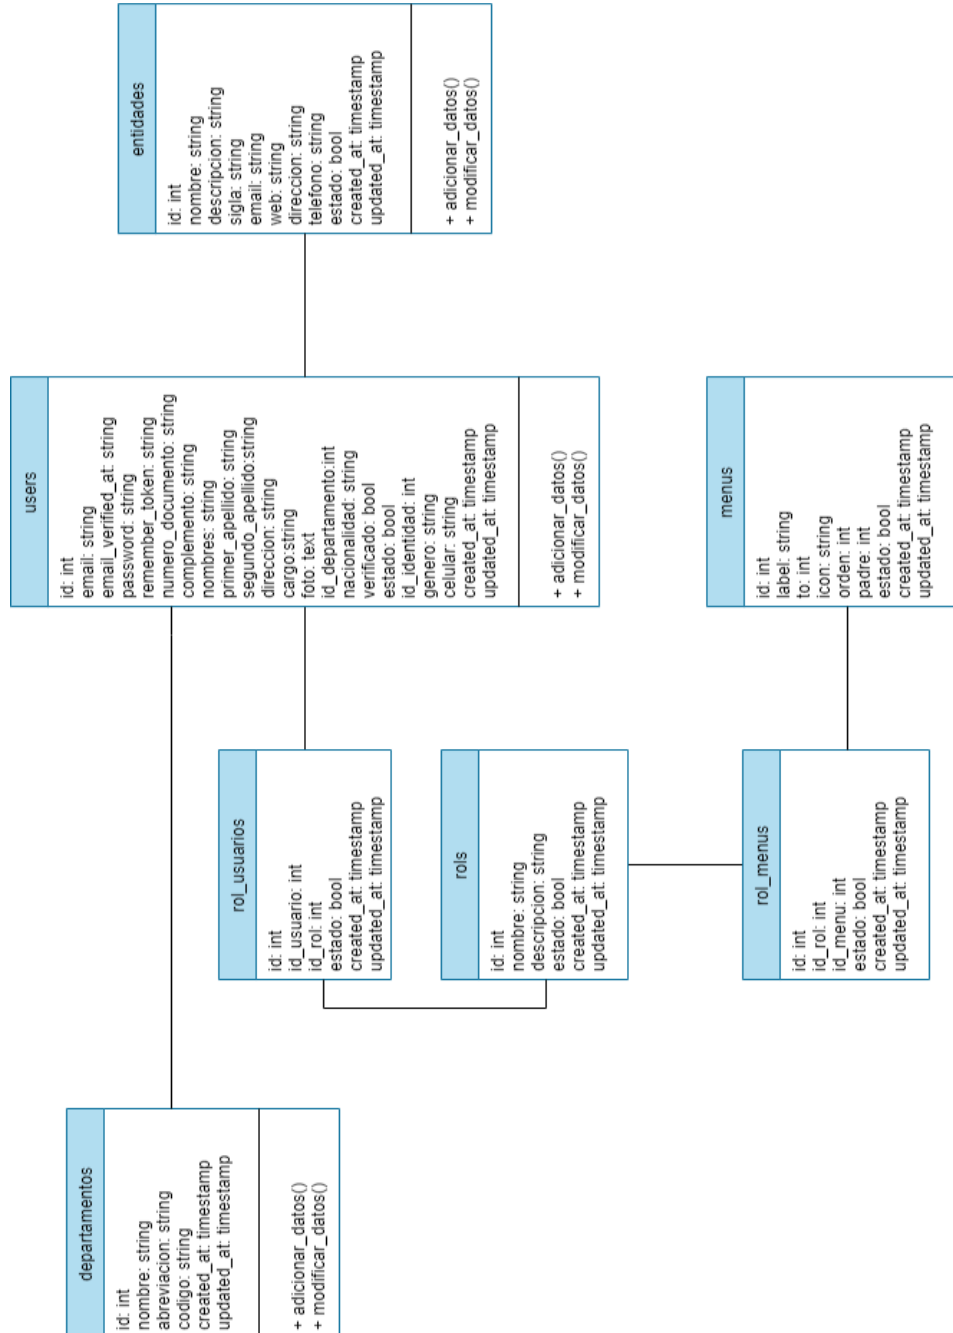 entidades
id: int
nombre: string
descripcion: string
sigla: string
email: string
web: string
direccion: string
telefono: string
estado: bool
created_at: timestamp
updated_at: timestamp
+ adicionar_datos()
+ modificar_datos()
users
id: int
email: string
email_verified_at: string
password: string
remember_token: string
numero_documento: string
complemento: string
nombres: string
primer_apellido: string
segundo_apellido:string
direccion: string
cargo:string
foto: text
id_departamento:int
nacionalidad: string
verificado: bool
estado: bool
id_identidad: int
genero: string
celular: string
created_at: timestamp
updated_at: timestamp
+ adicionar_datos()
+ modificar_datos()
menus
id: int
label: string
to: int
icon: string
orden: int
padre: int
estado: bool
created_at: timestamp
updated_at: timestamp
rol_usuarios
id: int
id_usuario: int
id_rol: int
estado: bool
created_at: timestamp
updated_at: timestamp
rols
id: int
nombre: string
descripcion: string
estado: bool
created_at: timestamp
updated_at: timestamp
rol_menus
id: int
id_rol: int
id_menu: int
estado: bool
created_at: timestamp
updated_at: timestamp
departamentos
id: int
nombre: string
abreviacion: string
codigo: string
created_at: timestamp
updated_at: timestamp
+ adicionar_datos()
+ modificar_datos()